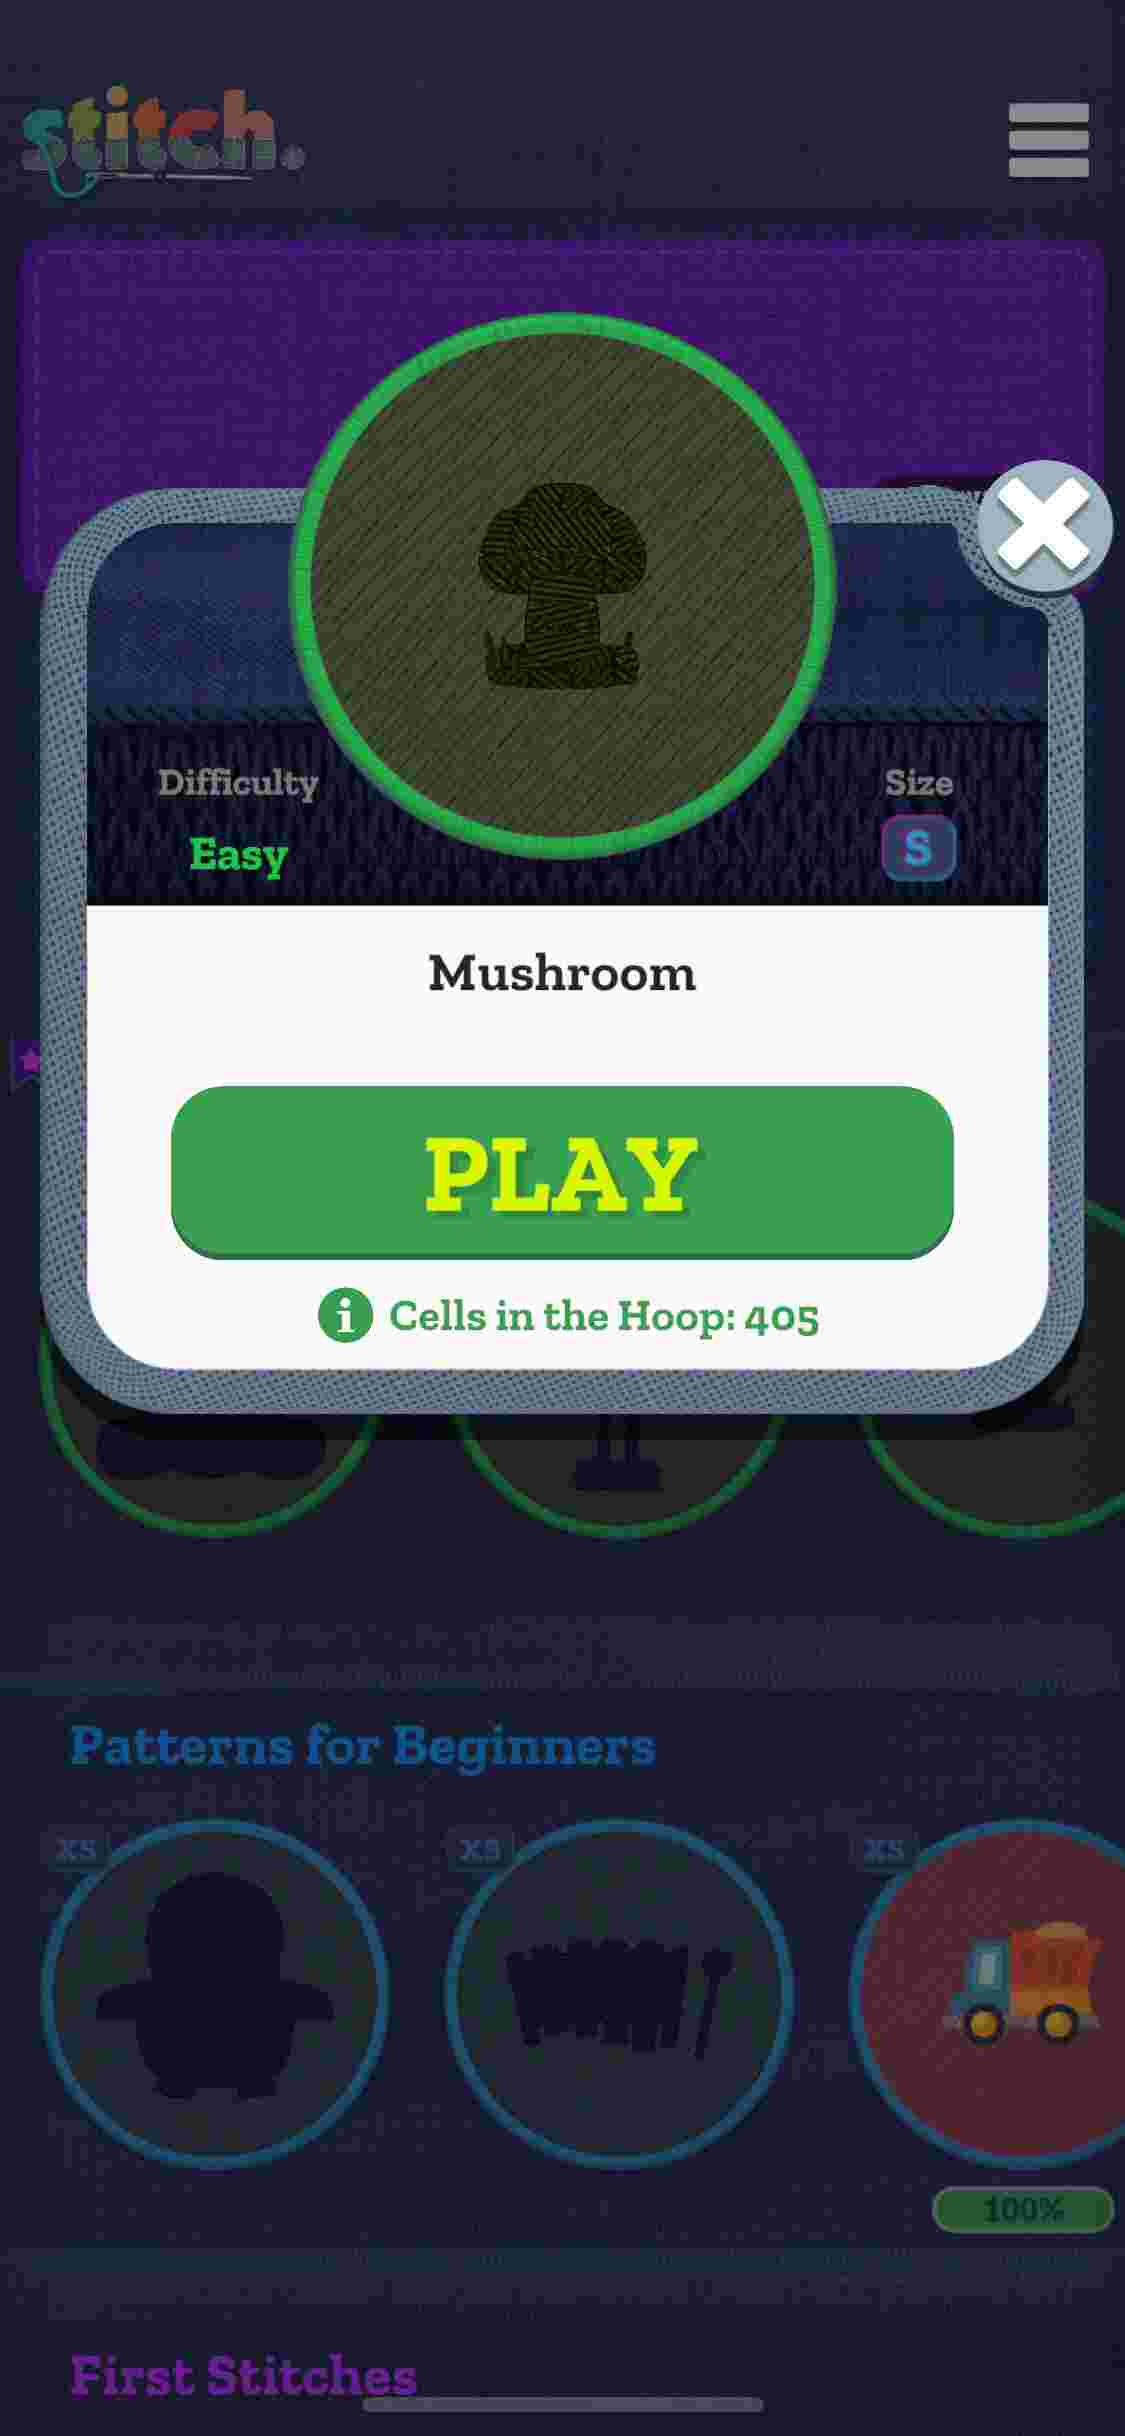 stitch.
Difficulty
Size
Easy
S
Mushroom
PLAY
i Cells in the Hoop: 405
Patterns for Beginners
XS
XS
XS
100%
First Stitches